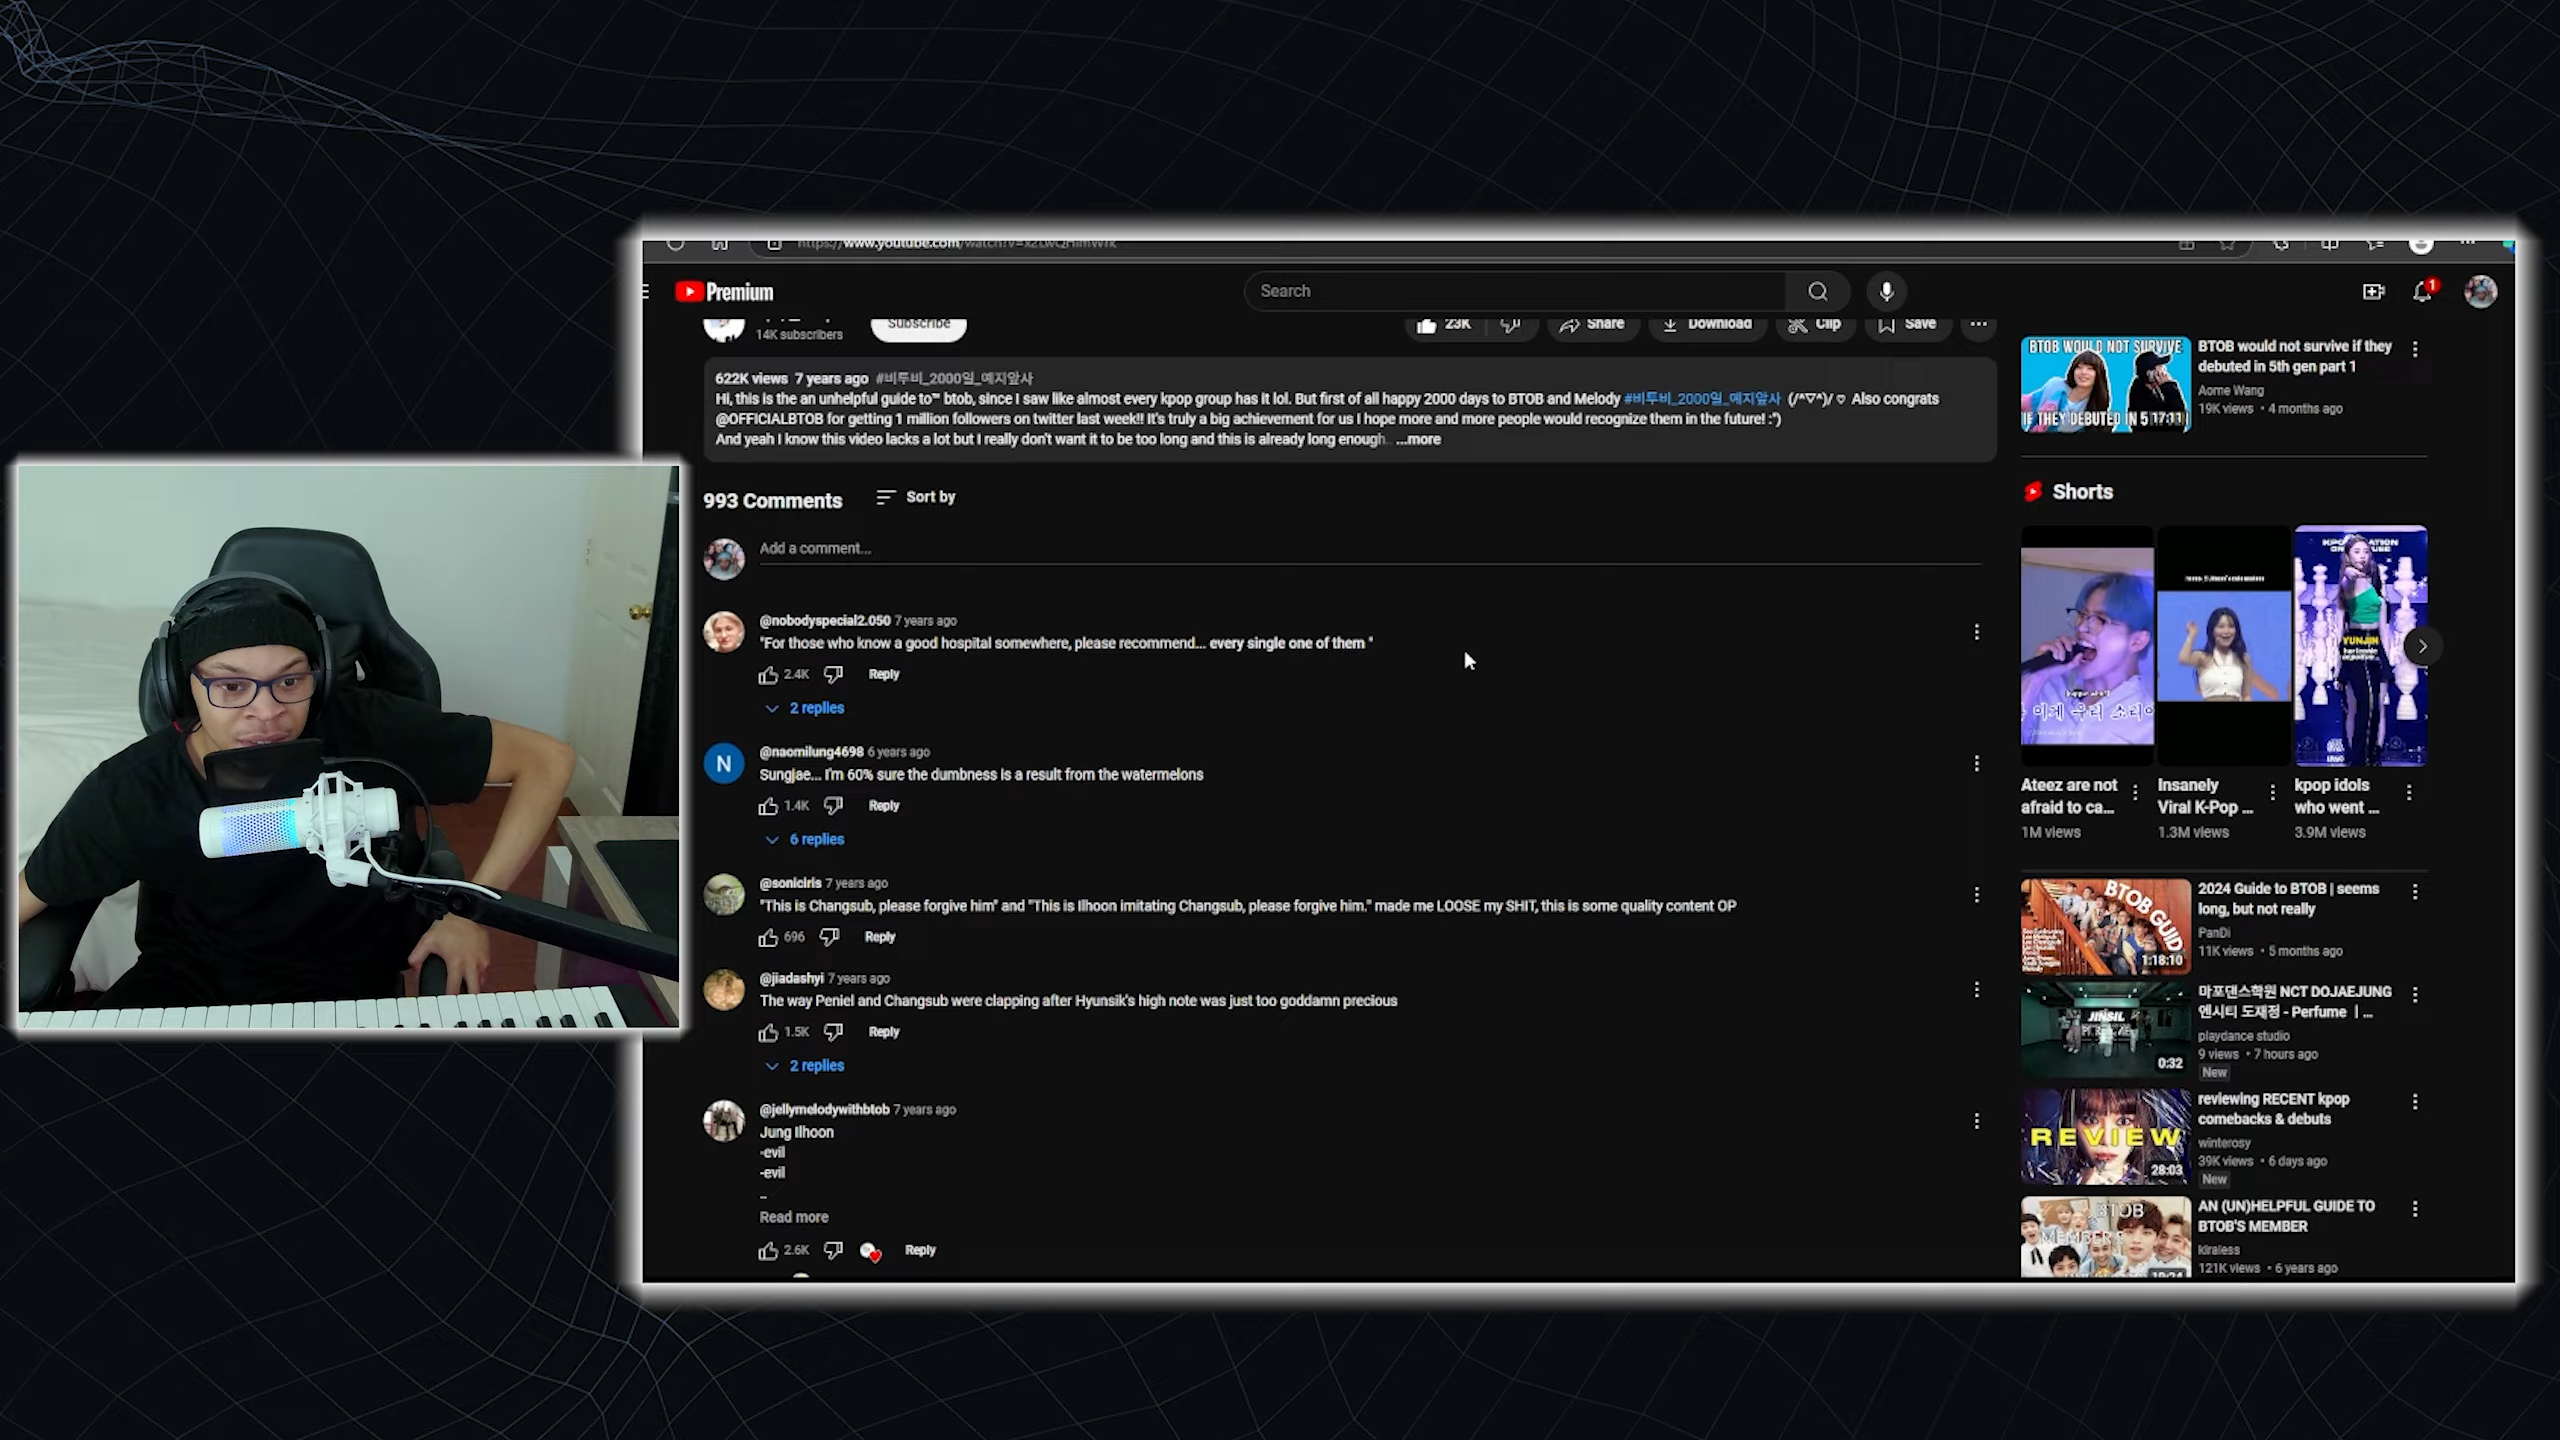 https://www.youtube.com/watch?v=
Premium
Search
1
14K subscribers
Subscribe
23K
Share
Download
Clip
Save
622K views 7 years ago #비투비_2000일_예지앞사
Hi, this is the an unhelpful guide to™ btob, since I saw like almost every kpop group has it lol. But first of all happy 2000 days to BTOB and Melody #비투비_2000일_예지앞사 (/^▽^)/ ♡ Also congrats
@OFFICIALBTOB for getting 1 million followers on twitter last week!! It's truly a big achievement for us I hope more and more people would recognize them in the future! :")
And yeah I know this video lacks a lot but I really don't want it to be too long and this is already long enough. ...more
993 Comments
Sort by
Add a comment...
@nobodyspecial2.050 7 years ago
"For those who know a good hospital somewhere, please recommend... every single one of them "
2.4K
Reply
2 replies
N
@naomilung4698 6 years ago
Sungjae... I'm 60% sure the dumbness is a result from the watermelons
1.4K
Reply
6 replies
@soniciris 7 years ago
"This is Changsub, please forgive him" and "This is Ilhoon imitating Changsub, please forgive him." made me LOOSE my SHIT, this is some quality content OP
696
Reply
@jiadashyi 7 years ago
The way Peniel and Changsub were clapping after Hyunsik's high note was just too goddamn precious
1.5K
Reply
2 replies
@jellymelodywithbtob 7 years ago
Jung Ilhoon
-evil
-evil
Read more
2.6K
Reply
BTOB WOULD NOT SURVIVE
IF THEY DEBUTED IN 5
17:11
BTOB would not survive if they
debuted in 5th gen part 1
Aome Wang
19K views • 4 months ago
Shorts
이게 우리 소리야
YUNJIN
Ateez are not
afraid to ca...
1M views
Insanely
Viral K-Pop ...
1.3M views
kpop idols
who went ...
3.9M views
BTOB GUID
1:18:10
2024 Guide to BTOB | seems
long, but not really
PanDi
11K views • 5 months ago
JINSIL
0:32
마포댄스학원 NCT DOJAEJUNG
엔시티 도재정 - Perfume ㅣ...
playdance studio
9 views • 7 hours ago
New
REVIEW
28:03
reviewing RECENT kpop
comebacks & debuts
winterosy
39K views • 6 days ago
New
BTOB
MEMBER
AN (UN)HELPFUL GUIDE TO
BTOB'S MEMBER
kiraless
121K views • 6 years ago